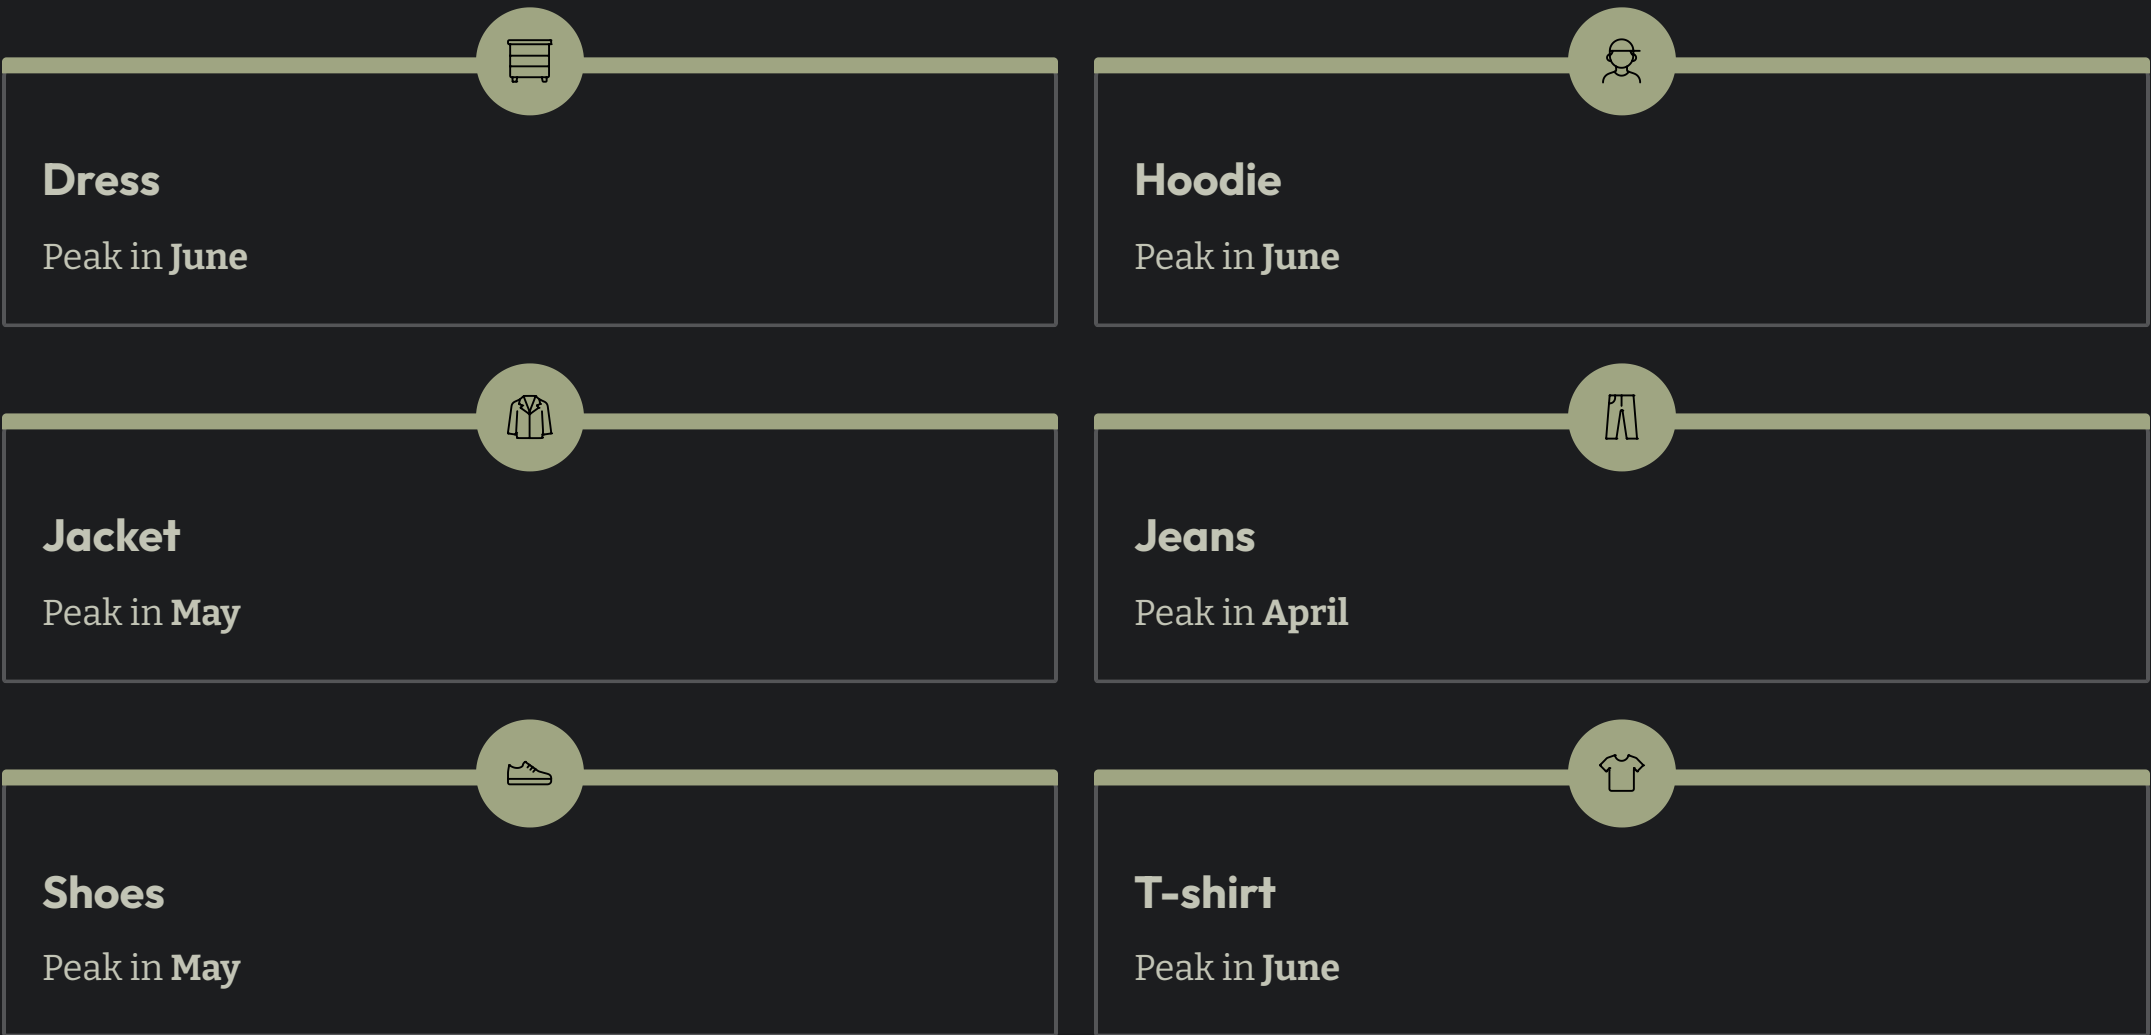 Dress
Peak in June
Hoodie
Peak in June
Jacket
Peak in May
Jeans
Peak in April
Shoes
Peak in May
T-shirt
Peak in June